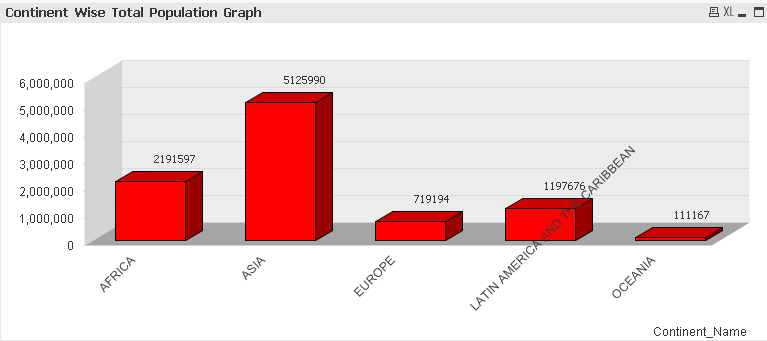 Continent Wise Total Population Graph
XL
6,000,000
5,000,000
4,000,000
3,000,000
2,000,000
1,000,000
0
2191597
5125990
719194
1197676
111167
AFRICA
ASIA
EUROPE
LATIN AMERICA AND THE CARIBBEAN
OCEANIA
Continent_Name